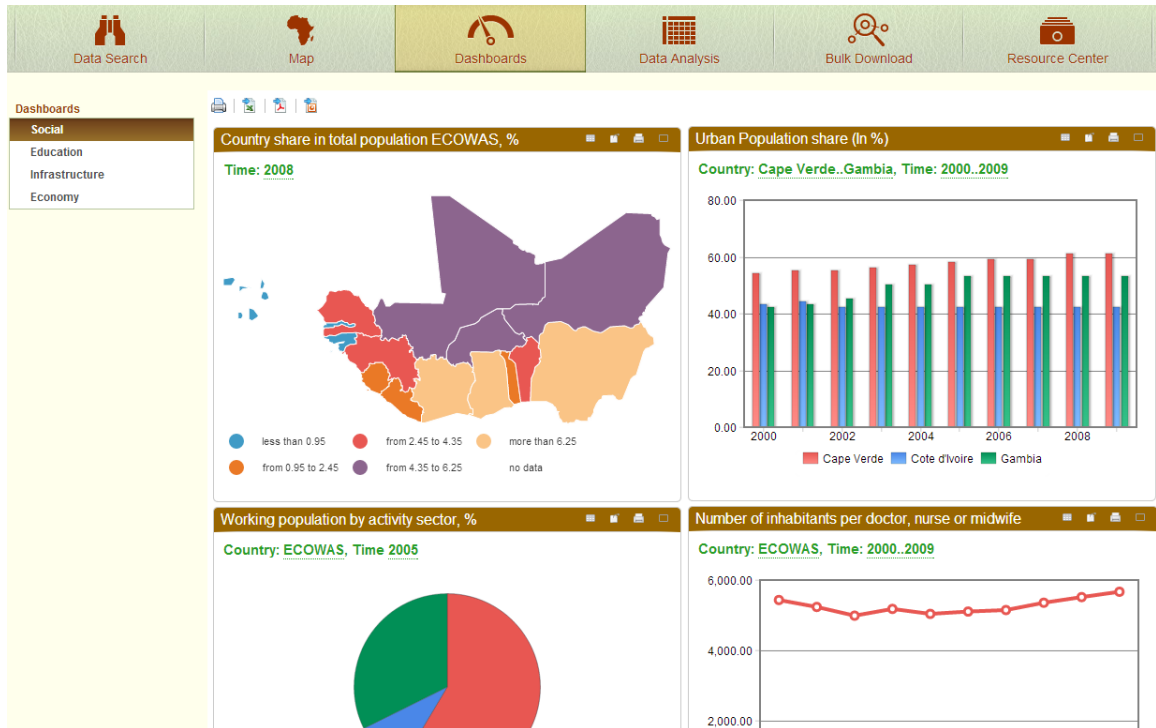 Data Search
Map
Dashboards
Data Analysis
Bulk Download
Resource Center
Dashboards
Social
Education
Infrastructure
Economy
Country share in total population ECOWAS, %
Time: 2008
less than 0.95
from 2.45 to 4.35
more than 6.25
from 0.95 to 2.45
from 4.35 to 6.25
no data
Urban Population share (In %)
Country: Cape Verde..Gambia, Time: 2000..2009
80.00
60.00
40.00
20.00
0.00
2000
2002
2004
2006
2008
Cape Verde
Cote d'Ivoire
Gambia
Working population by activity sector, %
Country: ECOWAS, Time 2005
Number of inhabitants per doctor, nurse or midwife
Country: ECOWAS, Time: 2000..2009
6,000.00
4,000.00
2,000.00